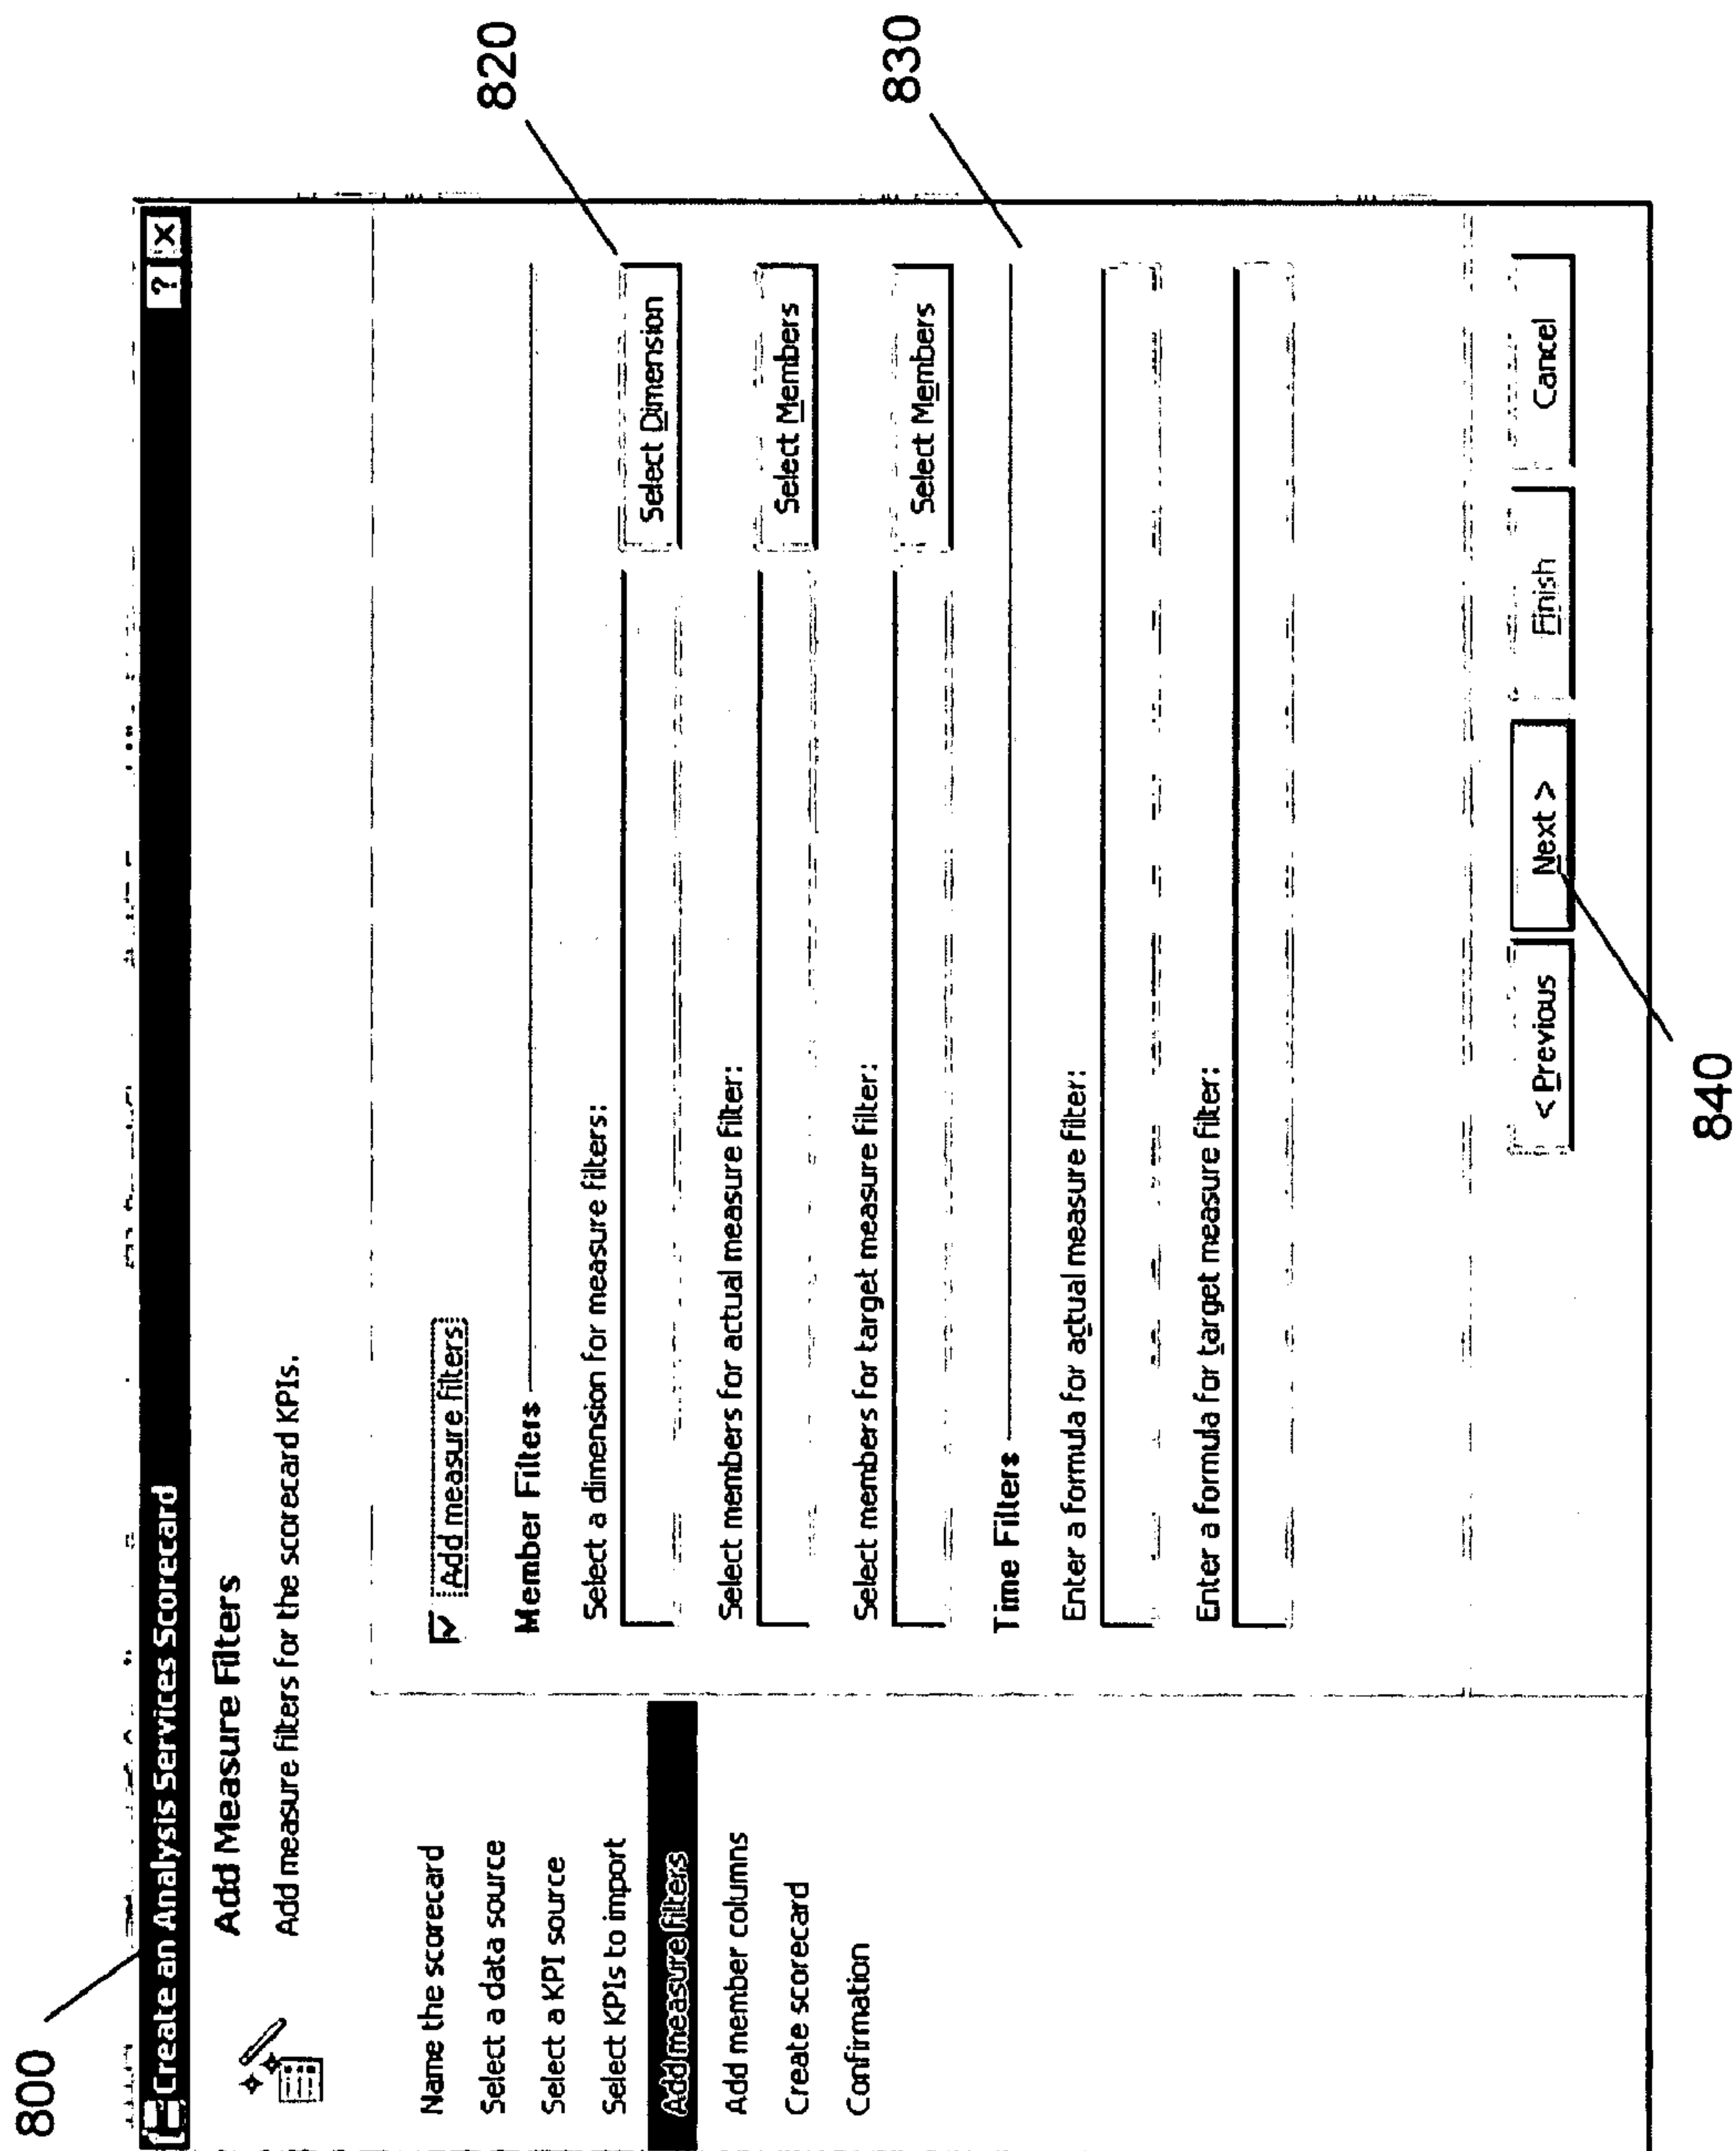 800
Create an Analysis Services Scorecard ? X
Add Measure Filters
Add measure filters for the scorecard KPIs.
Name the scorecard
Select a data source
Select a KPI source
Select KPIs to import
Add measure filters
Add member columns
Create scorecard
Confirmation
Add measure filters
Member Filters
Select a dimension for measure filters:
Select Dimension
820
Select members for actual measure filter:
Select Members
Select members for target measure filter:
Select Members
Time Filters
830
Enter a formula for actual measure filter:
Enter a formula for target measure filter:
< Previous Next > Finish Cancel
840